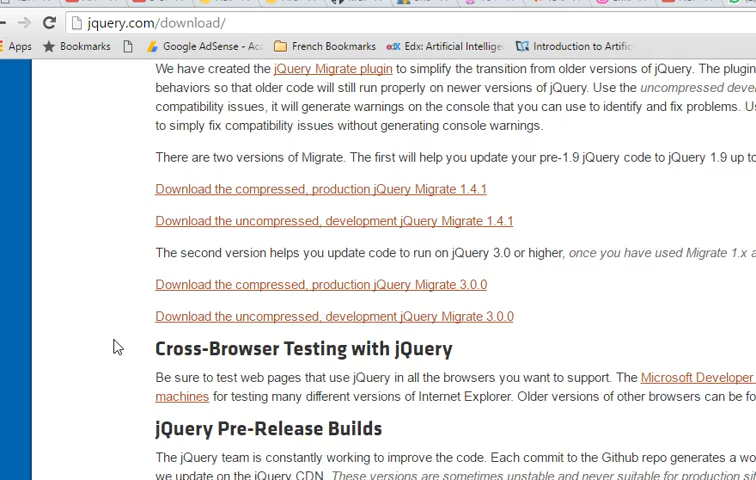 jquery.com/download/
Apps Bookmarks Google AdSense - Ac French Bookmarks edX Edx: Artificial Intellige Introduction to Artific
We have created the jQuery Migrate plugin to simplify the transition from older versions of jQuery. The plugin
behaviors so that older code will still run properly on newer versions of jQuery. Use the uncompressed deve
compatibility issues, it will generate warnings on the console that you can use to identify and fix problems. U
to simply fix compatibility issues without generating console warnings.
There are two versions of Migrate. The first will help you update your pre-1.9 jQuery code to jQuery 1.9 up to
Download the compressed, production jQuery Migrate 1.4.1
Download the uncompressed, development jQuery Migrate 1.4.1
The second version helps you update code to run on jQuery 3.0 or higher, once you have used Migrate 1.x a
Download the compressed, production jQuery Migrate 3.0.0
Download the uncompressed, development jQuery Migrate 3.0.0
Cross-Browser Testing with jQuery
Be sure to test web pages that use jQuery in all the browsers you want to support. The Microsoft Developer
machines for testing many different versions of Internet Explorer. Older versions of other browsers can be fo
jQuery Pre-Release Builds
The jQuery team is constantly working to improve the code. Each commit to the Github repo generates a wo
we update on the jQuery CDN. These versions are sometimes unstable and never suitable for production sit